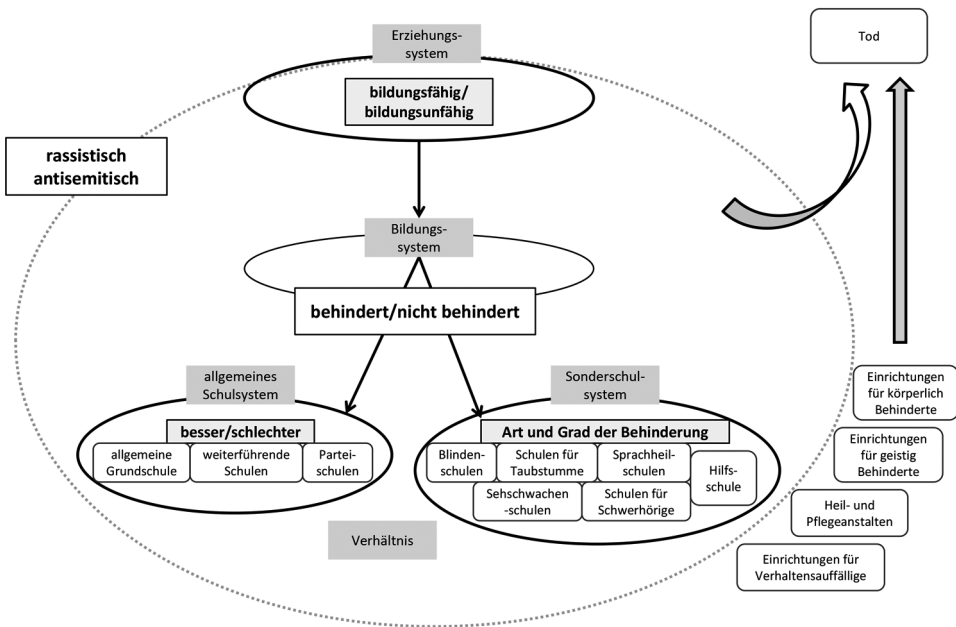 Erziehungs-
system
Tod
bildungsfähig/
bildungsunfähig
rassistisch
antisemitisch
Bildungs-
system
behindert/nicht behindert
allgemeines
Schulsystem
Sonderschul-
system
Einrichtungen
für körperlich
Behinderte
besser/schlechter
Art und Grad der Behinderung
allgemeine
Grundschule
weiterführende
Schulen
Partei-
schulen
Blinden-
schulen
Schulen für
Taubstumme
Sprachheil-
schulen
Hilfs-
schule
Einrichtungen
für geistig
Behinderte
Sehschwachen
-schulen
Schulen für
Schwerhörige
Heil- und
Pflegeanstalten
Verhältnis
Einrichtungen für
Verhaltensauffällige